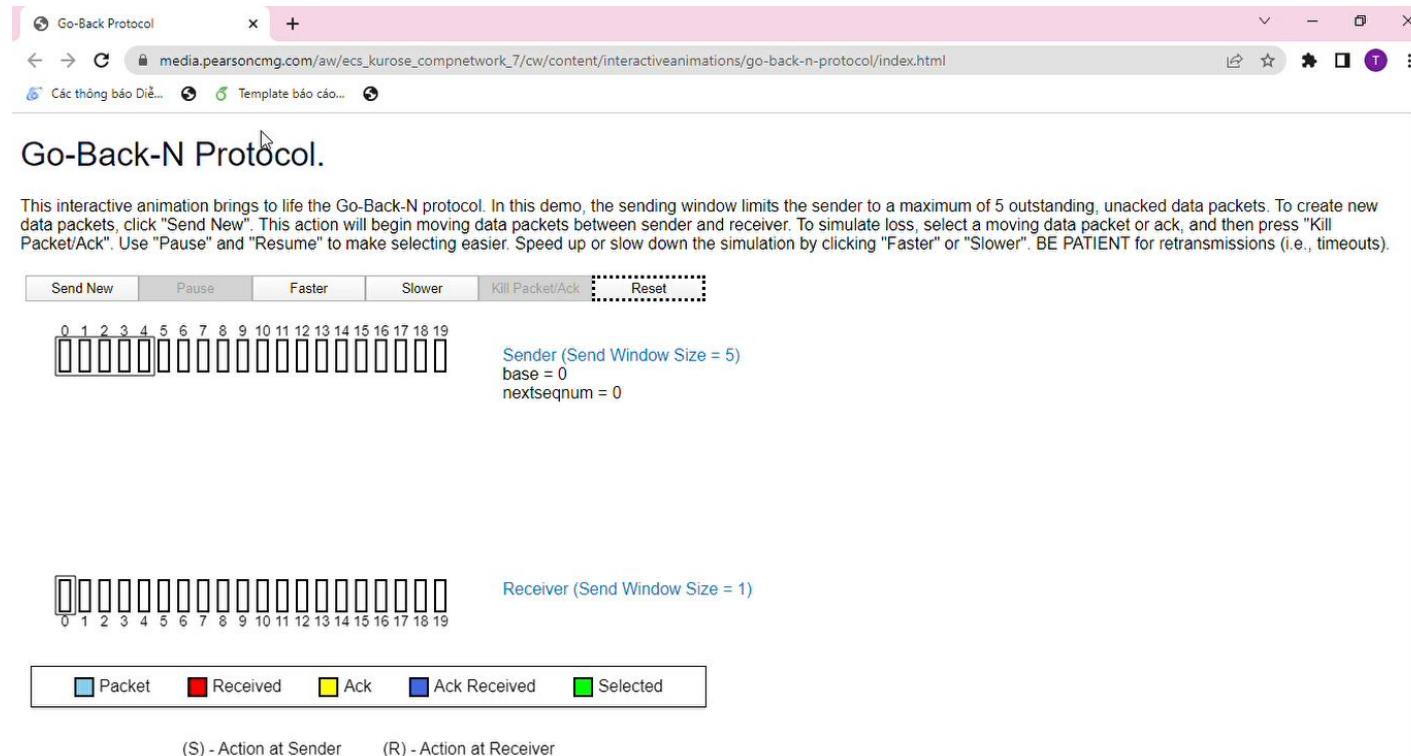 Go-Back Protocol
media.pearsoncmg.com/aw/ecs_kurose_compnetwork_7/cw/content/interactiveanimations/go-back-n-protocol/index.html
T
Các thông báo Diễ... Template báo cáo...
Go-Back-N Protocol.
This interactive animation brings to life the Go-Back-N protocol. In this demo, the sending window limits the sender to a maximum of 5 outstanding, unacked data packets. To create new
data packets, click "Send New". This action will begin moving data packets between sender and receiver. To simulate loss, select a moving data packet or ack, and then press "Kill
Packet/Ack". Use "Pause" and "Resume" to make selecting easier. Speed up or slow down the simulation by clicking "Faster" or "Slower". BE PATIENT for retransmissions (i.e., timeouts).
Send New Pause Faster Slower Kill Packet/Ack Reset
0 1 2 3 4 5 6 7 8 9 10 11 12 13 14 15 16 17 18 19
Sender (Send Window Size = 5)
base = 0
nextseqnum = 0
Receiver (Send Window Size = 1)
0 1 2 3 4 5 6 7 8 9 10 11 12 13 14 15 16 17 18 19
Packet Received Ack Ack Received Selected
(S) - Action at Sender (R) - Action at Receiver